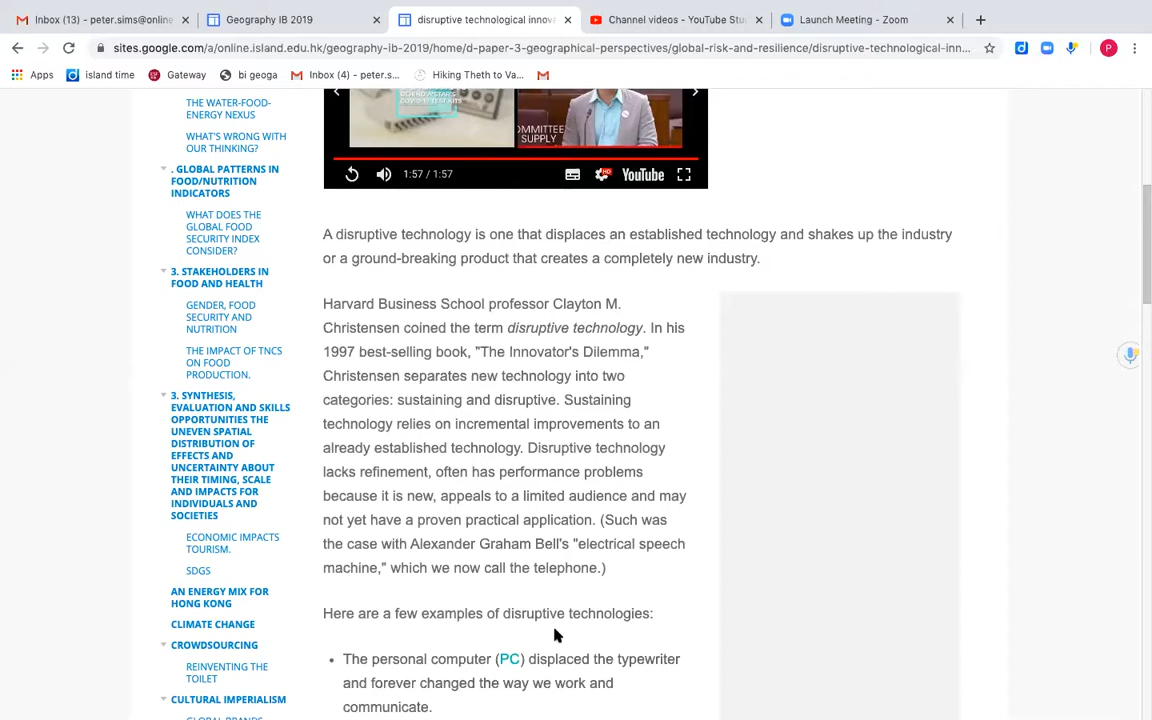 Inbox (13) - peter.sims@online
Geography IB 2019
disruptive technological innov
Channel videos - YouTube Stu
Launch Meeting - Zoom
sites.google.com/a/online.island.edu.hk/geography-ib-2019/home/d-paper-3-geographical-perspectives/global-risk-and-resilience/disruptive-technological-inn...
P
Apps
island time
Gateway
bi geoga
Inbox (4) - peter.s...
Hiking Theth to Va...
THE WATER-FOOD-
ENERGY NEXUS
WHAT'S WRONG WITH
OUR THINKING?
. GLOBAL PATTERNS IN
FOOD/NUTRITION
INDICATORS
WHAT DOES THE
GLOBAL FOOD
SECURITY INDEX
CONSIDER?
3. STAKEHOLDERS IN
FOOD AND HEALTH
GENDER, FOOD
SECURITY AND
NUTRITION
THE IMPACT OF TNCS
ON FOOD
PRODUCTION.
3. SYNTHESIS,
EVALUATION AND SKILLS
OPPORTUNITIES THE
UNEVEN SPATIAL
DISTRIBUTION OF
EFFECTS AND
UNCERTAINTY ABOUT
THEIR TIMING, SCALE
AND IMPACTS FOR
INDIVIDUALS AND
SOCIETIES
ECONOMIC IMPACTS
TOURISM.
SDGS
AN ENERGY MIX FOR
HONG KONG
CLIMATE CHANGE
CROWDSOURCING
REINVENTING THE
TOILET
CULTURAL IMPERIALISM
GLOBAL BRANDS
COVID-19 TEST KITS
COMMITTEE
SUPPLY
1:57 / 1:57
HD
YouTube
A disruptive technology is one that displaces an established technology and shakes up the industry
or a ground-breaking product that creates a completely new industry.
Harvard Business School professor Clayton M.
Christensen coined the term disruptive technology. In his
1997 best-selling book, "The Innovator's Dilemma,"
Christensen separates new technology into two
categories: sustaining and disruptive. Sustaining
technology relies on incremental improvements to an
already established technology. Disruptive technology
lacks refinement, often has performance problems
because it is new, appeals to a limited audience and may
not yet have a proven practical application. (Such was
the case with Alexander Graham Bell's "electrical speech
machine," which we now call the telephone.)
Here are a few examples of disruptive technologies:
• The personal computer (PC) displaced the typewriter
and forever changed the way we work and
communicate.